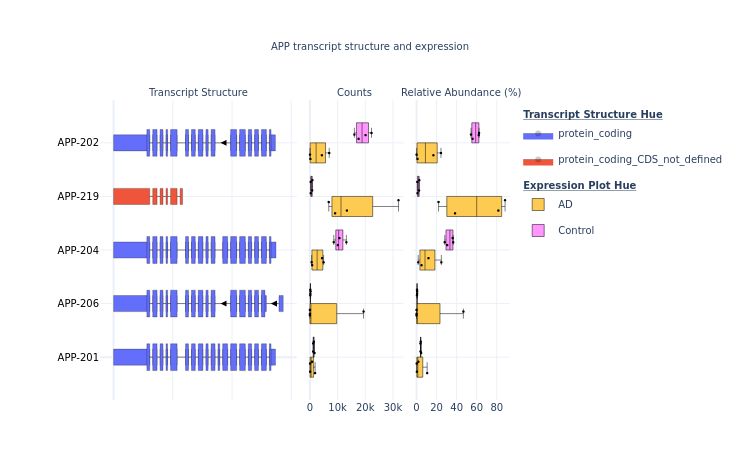 APP transcript structure and expression
Transcript Structure
Counts
Relative Abundance (%)
Transcript Structure Hue
protein_coding
protein_coding_CDS_not_defined
Expression Plot Hue
AD
Control
APP-202
APP-219
APP-204
APP-206
APP-201
0 10k 20k 30k
0 20 40 60 80